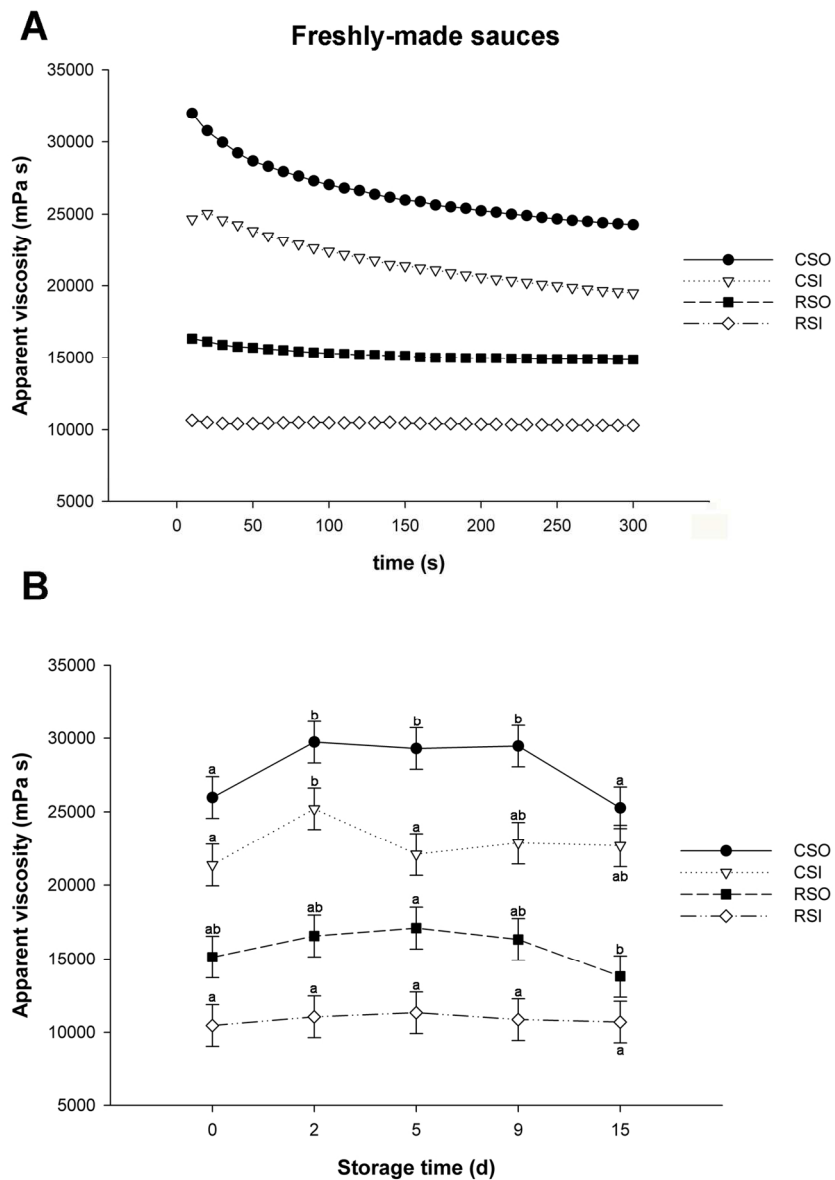 A
Freshly-made sauces
35000
30000
25000
20000
15000
10000
5000
Apparent viscosity (mPa s)
0 50 100 150 200 250 300
time (s)
CSO
CSI
RSO
RSI
B
35000
30000
25000
20000
15000
10000
5000
Apparent viscosity (mPa s)
a b b b a
a b a ab ab
ab ab a ab b
a a a a a
0 2 5 9 15
Storage time (d)
CSO
CSI
RSO
RSI